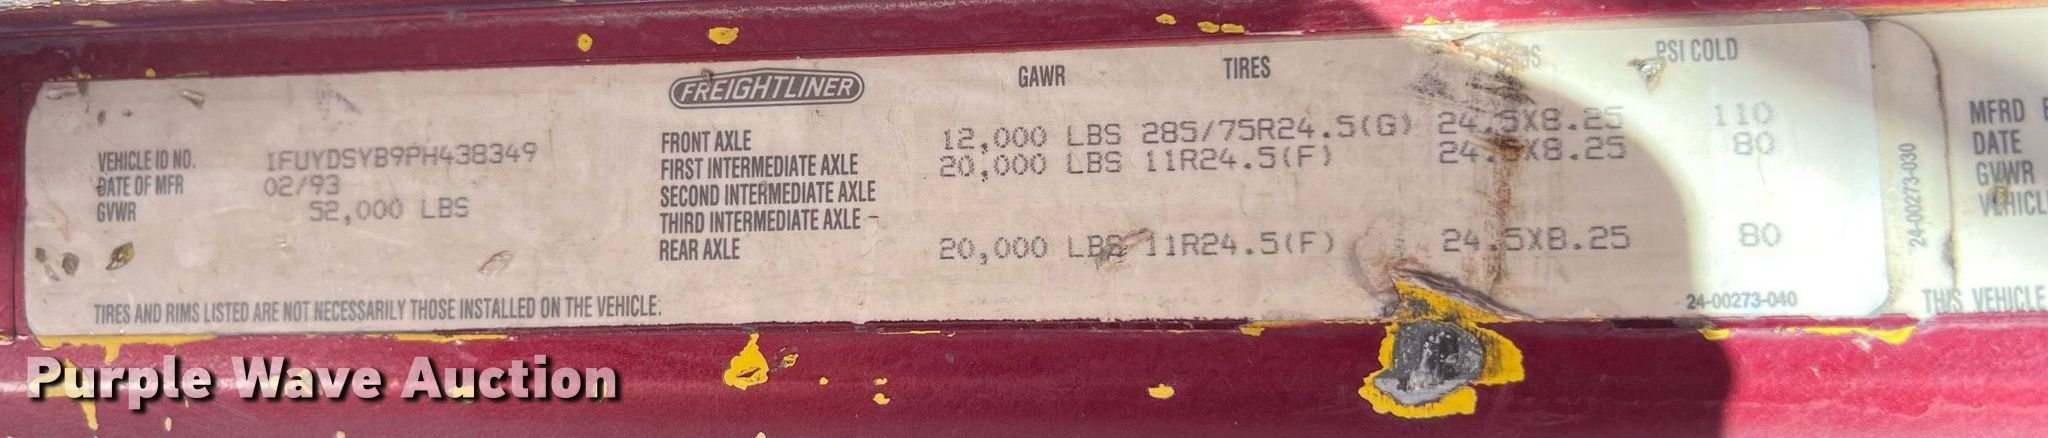 FREIGHTLINER
GAWR TIRES PSI COLD
VEHICLE ID NO. 1FUYDSYB9PH438349
DATE OF MFR 02/93
GVWR 52,000 LBS
FRONT AXLE 12,000 LBS 285/75R24.5(G) 24.5X8.25 110
FIRST INTERMEDIATE AXLE 20,000 LBS 11R24.5(F) 24.5X8.25 80
SECOND INTERMEDIATE AXLE
THIRD INTERMEDIATE AXLE
REAR AXLE 20,000 LBS 11R24.5(F) 24.5X8.25 80
TIRES AND RIMS LISTED ARE NOT NECESSARILY THOSE INSTALLED ON THE VEHICLE.
24-00273-040
24-00273-030
MFRD
DATE
GVWR
VEHICL
THIS VEHICLE
Purple Wave Auction